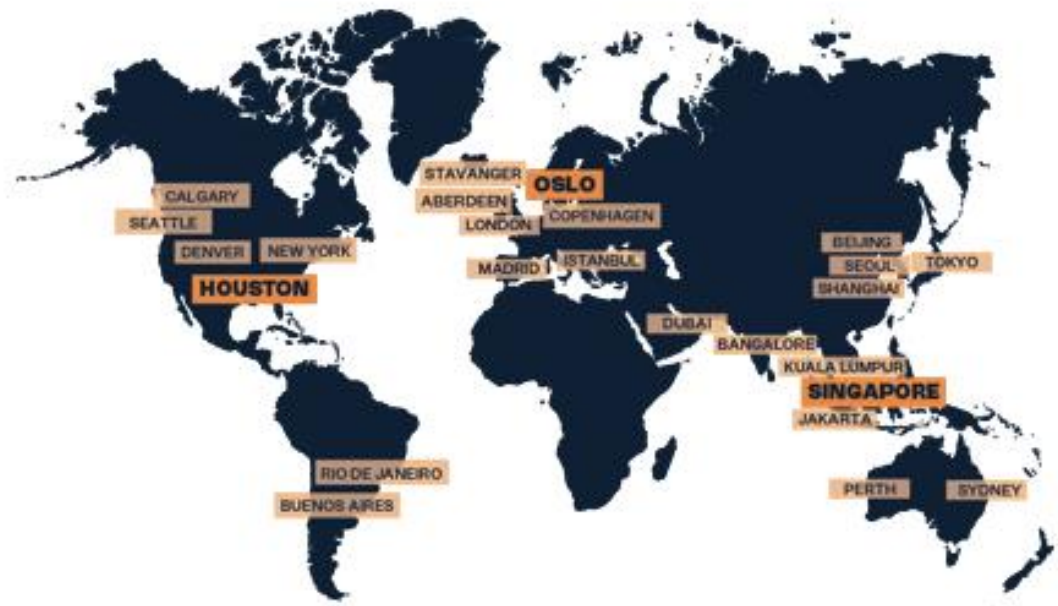 STAVANGER
OSLO
CALGARY
ABERDEEN
SEATTLE
LONDON
COPENHAGEN
DENVER
NEW YORK
BEIJING
MADRID
ISTANBUL
SEOUL
TOKYO
HOUSTON
SHANGHAI
DUBAI
BANGALORE
KUALA LUMPUR
SINGAPORE
JAKARTA
RIO DE JANEIRO
PERTH
SYDNEY
BUENOS AIRES